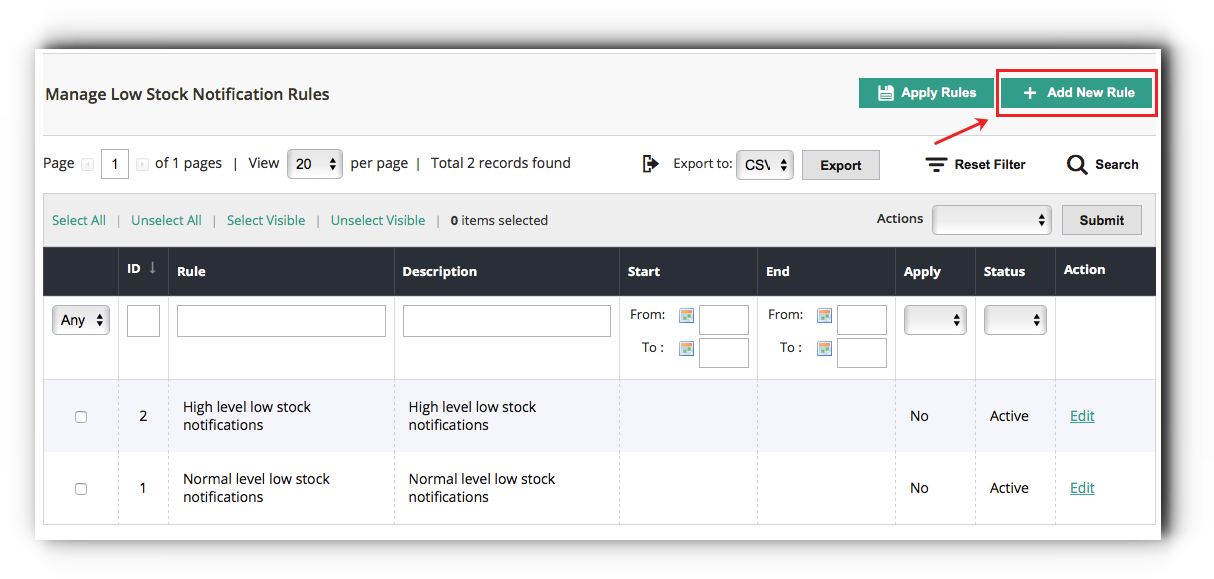 Manage Low Stock Notification Rules
Apply Rules
Add New Rule
Page 1 of 1 pages | View 20 per page | Total 2 records found
Export to: CSV Export
Reset Filter
Search
Select All | Unselect All | Select Visible | Unselect Visible | 0 items selected
Actions Submit
ID ↓ Rule Description Start End Apply Status Action
Any From: From:
To : To :
High level low stock High level low stock
2 No Active Edit
notifications notifications
Normal level low stock Normal level low stock
1 No Active Edit
notifications notifications